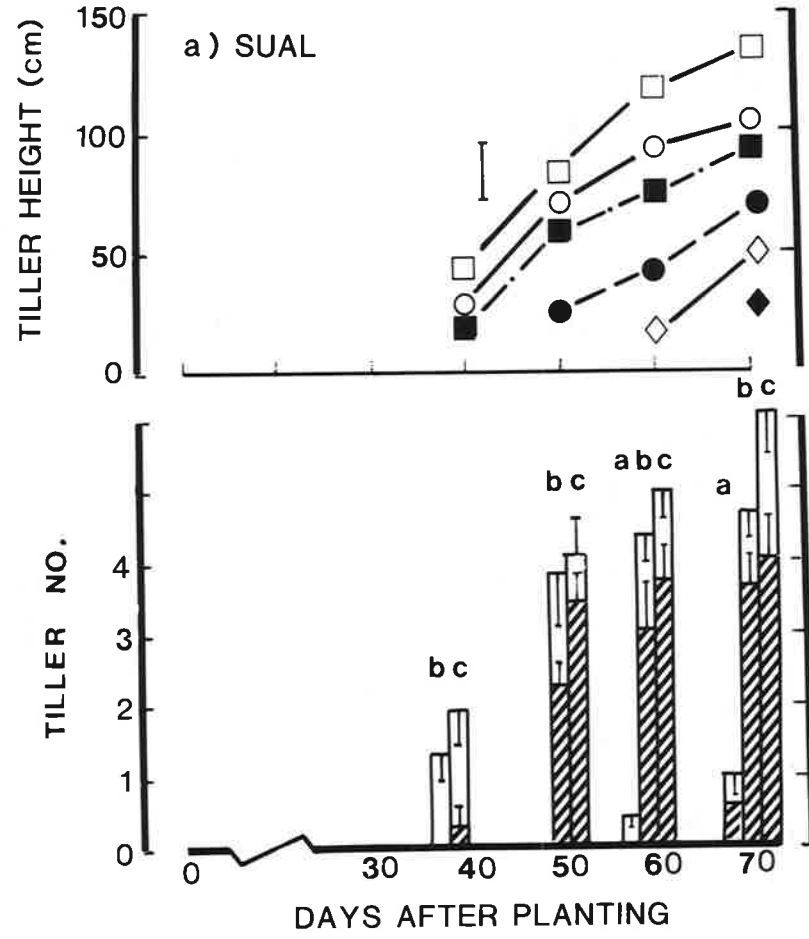 150
a) SUAL
100
50
0
TILLER HEIGHT (cm)
b c
a b c
b c
a
b c
4
3
2
1
0
TILLER NO.
0 30 40 50 60 70
DAYS AFTER PLANTING